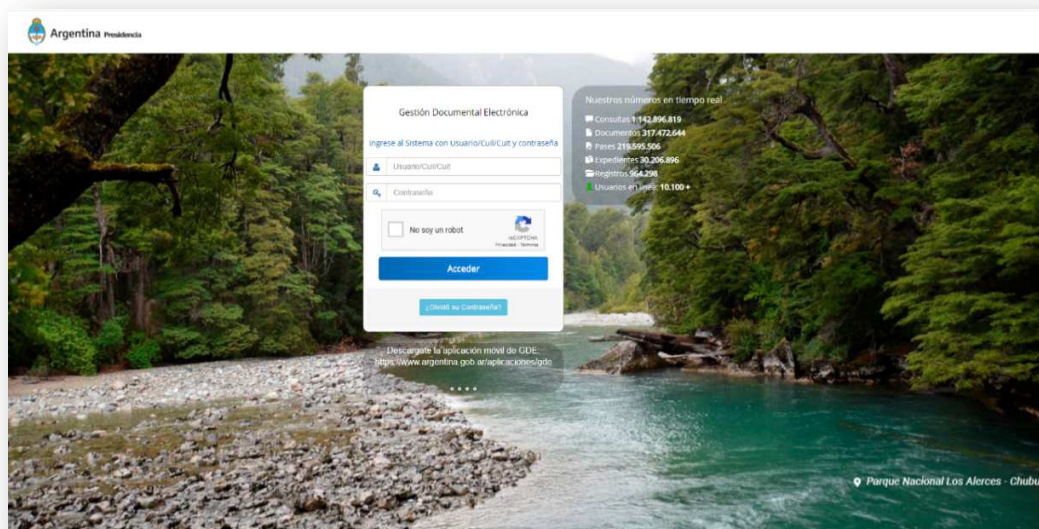 Argentina Presidencia
Gestión Documental Electrónica
Ingrese al Sistema con Usuario/Cuil/Cuit y contraseña
Usuario/Cuil/Cuit
Contraseña
No soy un robot
reCAPTCHA
Privacidad - Términos
Acceder
¿Olvidó su Contraseña?
Descargate la aplicación móvil de GDE:
https://www.argentina.gob.ar/aplicaciones/gde
Nuestros números en tiempo real
Consultas 1.142.896.819
Documentos 317.472.644
Pases 219.595.506
Expedientes 30.206.896
Registros 964.298
Usuarios en línea: 10.100 +
Parque Nacional Los Alerces - Chubu